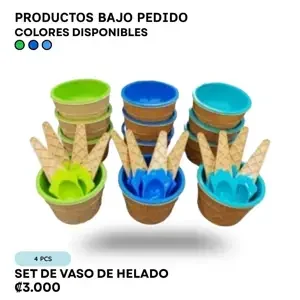 PRODUCTOS BAJO PEDIDO
COLORES DISPONIBLES
4 PCS
SET DE VASO DE HELADO
₡3.000